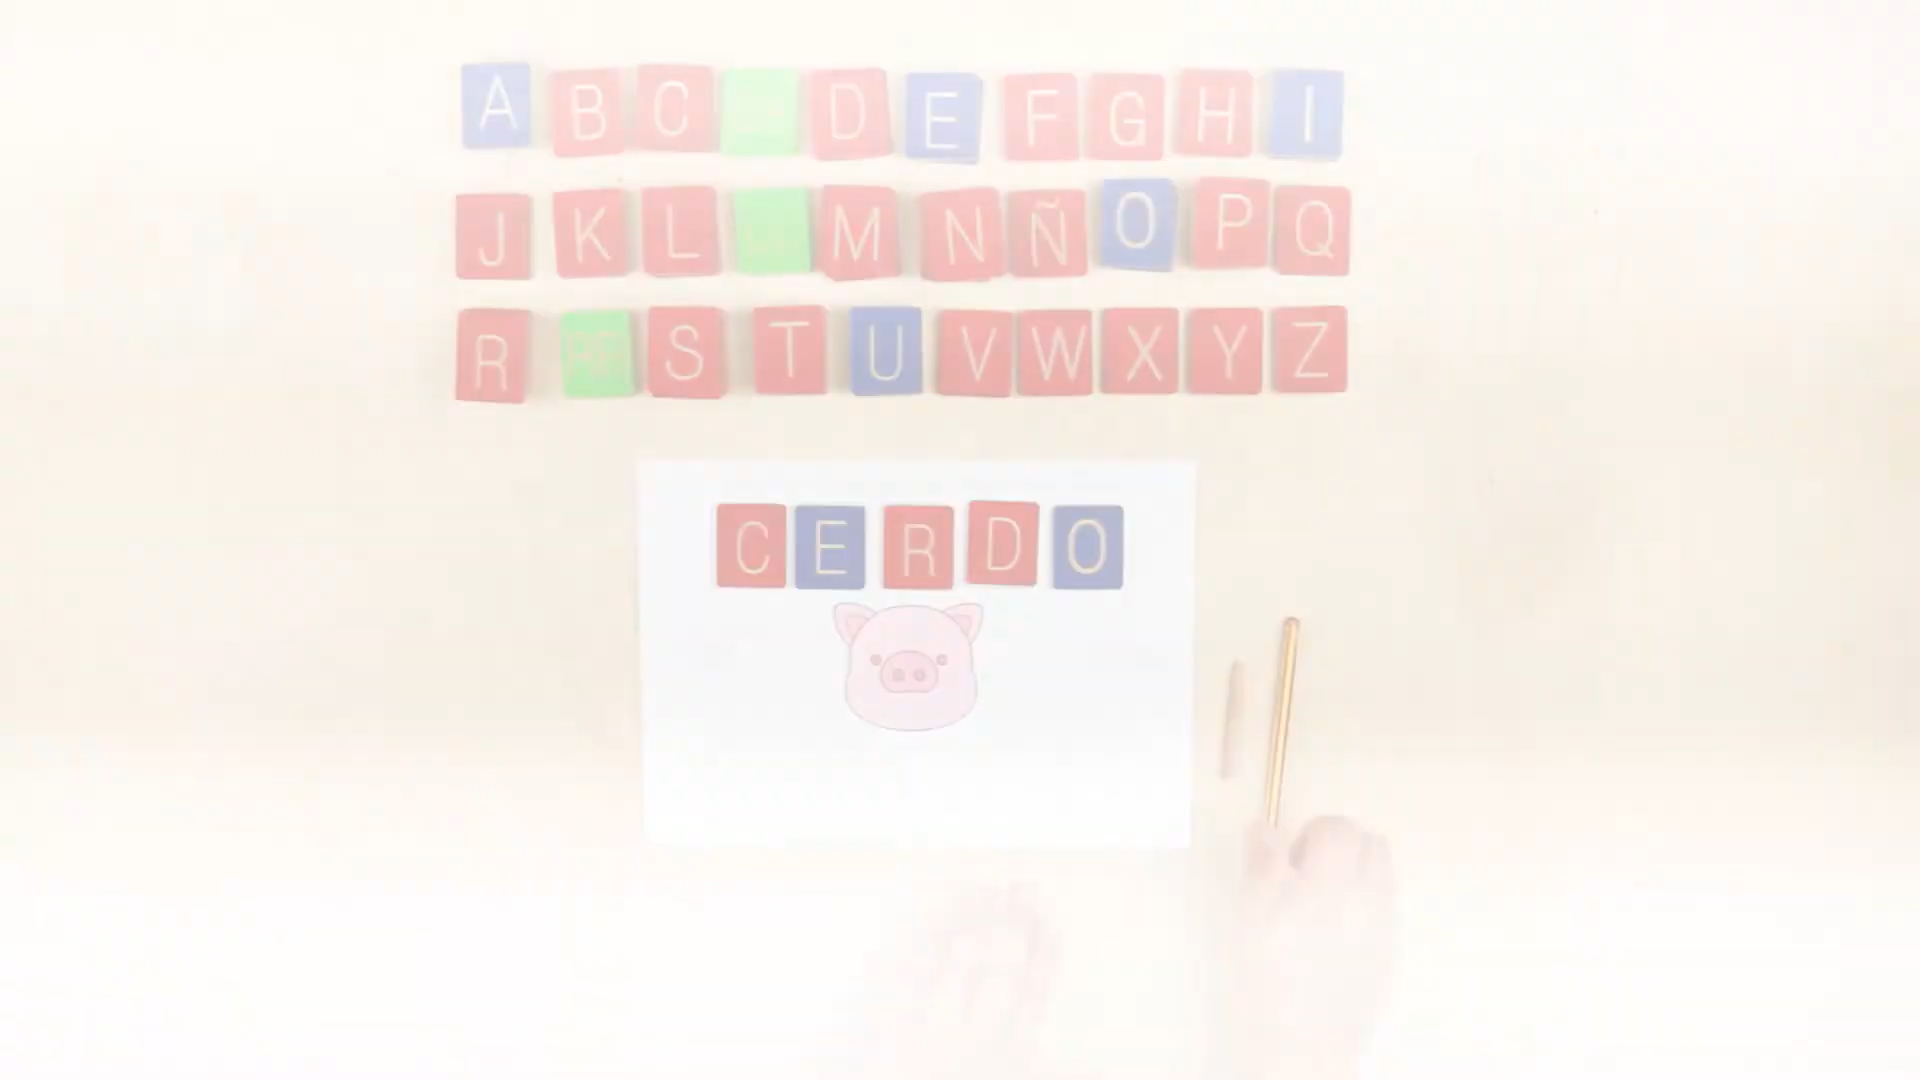 A B C D E F G H I
J K L M N Ñ O P Q
R RR S T U V W X Y Z
CERDO